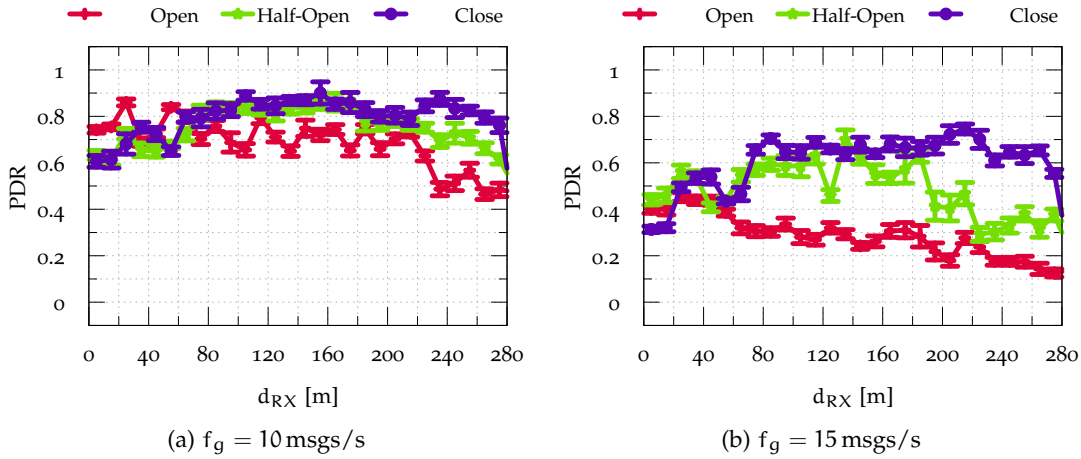 Open Half-Open Close
1
0.8
0.6
0.4
0.2
0
PDR
0 40 80 120 160 200 240 280
d_RX [m]
(a) f_g = 10 msgs/s
Open Half-Open Close
1
0.8
0.6
0.4
0.2
0
PDR
0 40 80 120 160 200 240 280
d_RX [m]
(b) f_g = 15 msgs/s